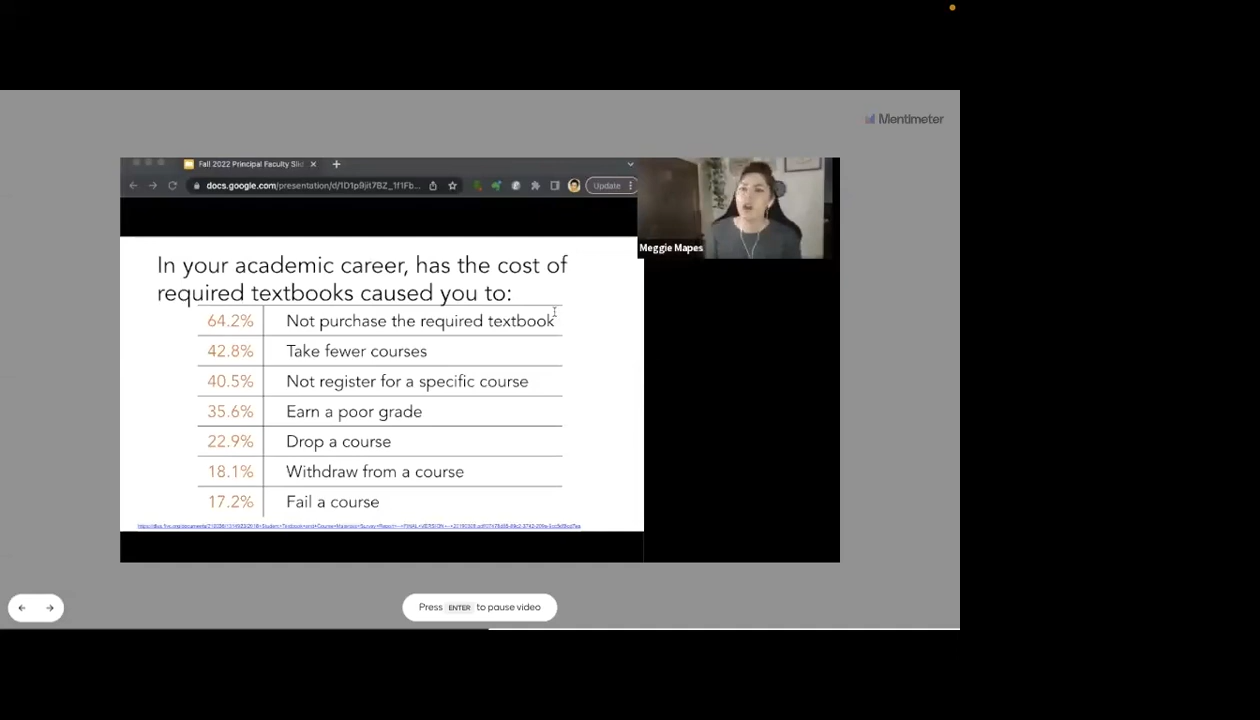 Mentimeter
Fall 2022 Principal Faculty Slid
docs.google.com/presentation/d/1D1p9jit7BZ_1f1Fb...
Update
Meggie Mapes
In your academic career, has the cost of
required textbooks caused you to:
64.2% Not purchase the required textbook
42.8% Take fewer courses
40.5% Not register for a specific course
35.6% Earn a poor grade
22.9% Drop a course
18.1% Withdraw from a course
17.2% Fail a course
Press ENTER to pause video